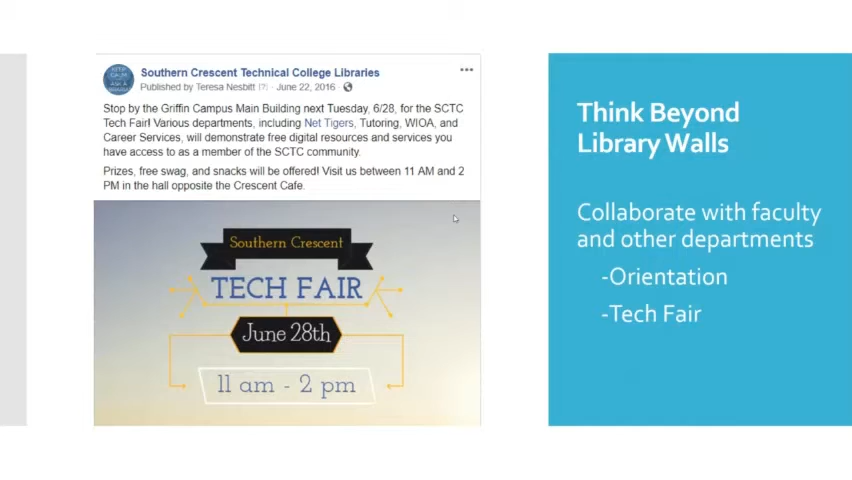 Southern Crescent Technical College Libraries
Published by Teresa Nesbitt [?] · June 22, 2016 ·
Stop by the Griffin Campus Main Building next Tuesday, 6/28, for the SCTC
Tech Fair! Various departments, including Net Tigers, Tutoring, WIOA, and
Career Services, will demonstrate free digital resources and services you
have access to as a member of the SCTC community.
Prizes, free swag, and snacks will be offered! Visit us between 11 AM and 2
PM in the hall opposite the Crescent Cafe.
Southern Crescent
TECH FAIR
June 28th
11 am - 2 pm
Think Beyond
Library Walls
Collaborate with faculty
and other departments
-Orientation
-Tech Fair